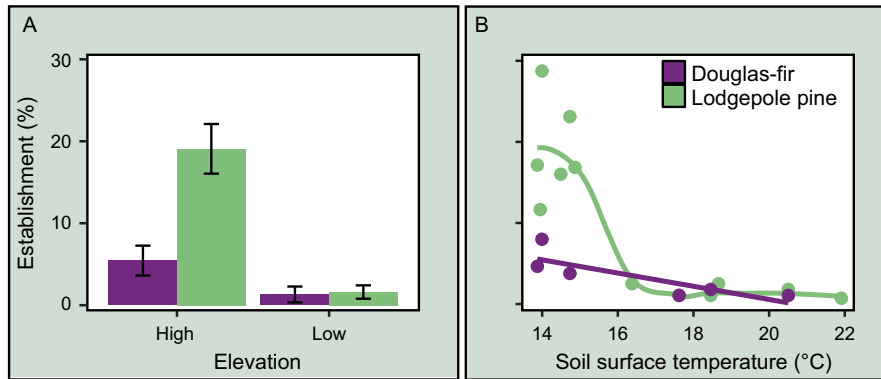 A
30
20
10
0
Establishment (%)
High
Low
Elevation
B
Douglas-fir
Lodgepole pine
14
16
18
20
22
Soil surface temperature (°C)